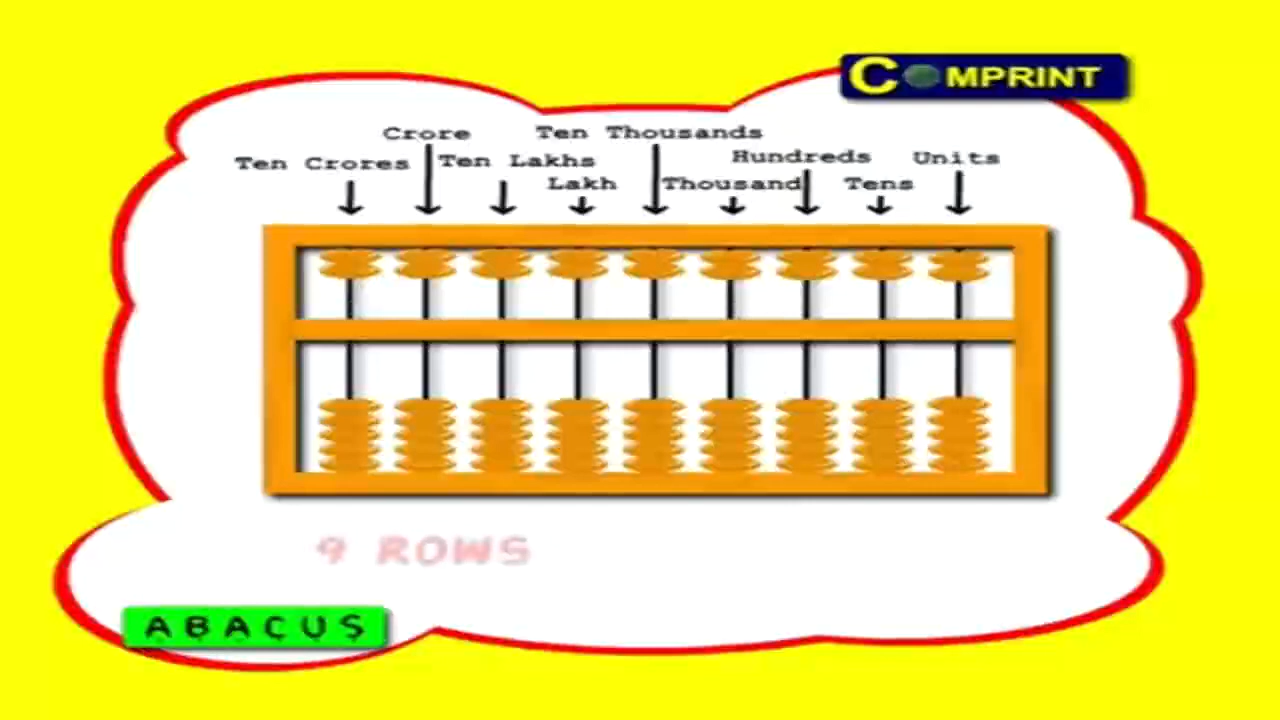 COMPRINT
Crore Ten Thousands
Ten Crores Ten Lakhs Hundreds Units
Lakh Thousand Tens
9 ROWS
ABACUS